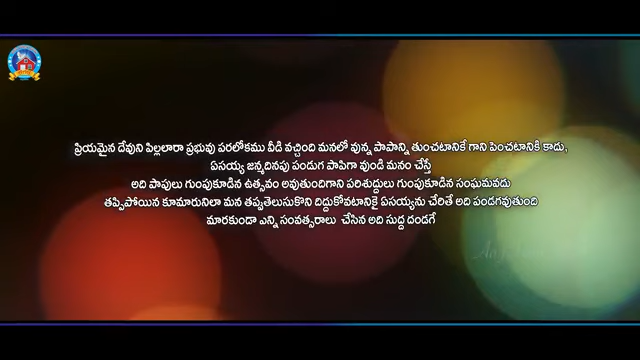 ప్రియమైన దేవుని పిల్లలారా ప్రభువు పరలోకము వీడి వచ్చింది మనలో వున్న పాపాన్ని తుంచటానికే గాని పెంచటానికి కాదు,
ఏసయ్య జన్మదినపు పండుగ పాపిగా వుండి మనం చేస్తే
అది పాపులు గుంపుకూడిన ఉత్సవం అవుతుందిగాని పరిశుద్దులు గుంపుకూడిన సంఘమవదు
తప్పిపోయిన కూమారునిలా మన తప్పుతెలుసుకొని దిద్దుకోవటానికై ఏసయ్యను చేరితే అది పండగవుతుంది
మారకుండా ఎన్ని సంవత్సరాలు చేసిన అది సుద్ద దండగే